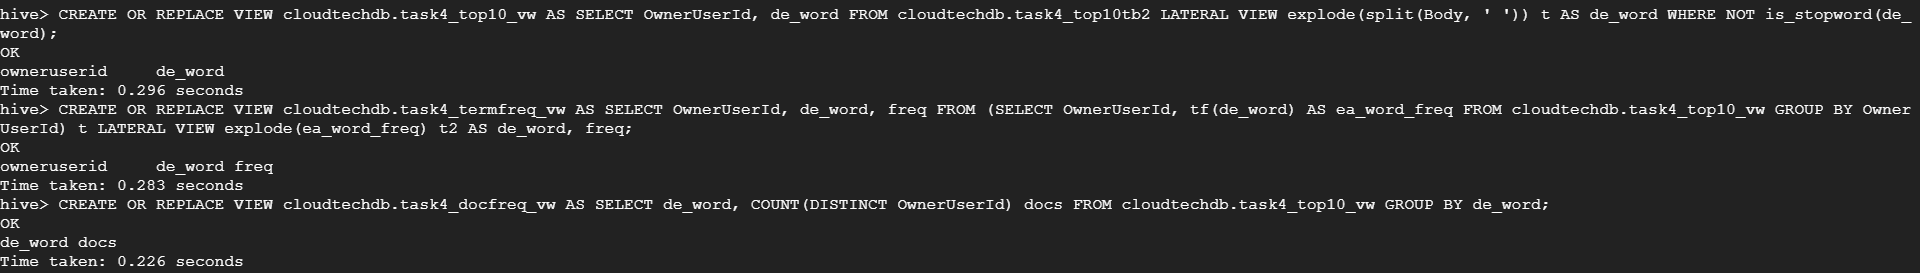 hive> CREATE OR REPLACE VIEW cloudtechdb.task4_top10_vw AS SELECT OwnerUserId, de_word FROM cloudtechdb.task4_top10tb2 LATERAL VIEW explode(split(Body, ' ')) t AS de_word WHERE NOT is_stopword(de_
word);
OK
owneruserid     de_word
Time taken: 0.296 seconds
hive> CREATE OR REPLACE VIEW cloudtechdb.task4_termfreq_vw AS SELECT OwnerUserId, de_word, freq FROM (SELECT OwnerUserId, tf(de_word) AS ea_word_freq FROM cloudtechdb.task4_top10_vw GROUP BY Owner
UserId) t LATERAL VIEW explode(ea_word_freq) t2 AS de_word, freq;
OK
owneruserid     de_word freq
Time taken: 0.283 seconds
hive> CREATE OR REPLACE VIEW cloudtechdb.task4_docfreq_vw AS SELECT de_word, COUNT(DISTINCT OwnerUserId) docs FROM cloudtechdb.task4_top10_vw GROUP BY de_word;
OK
de_word docs
Time taken: 0.226 seconds